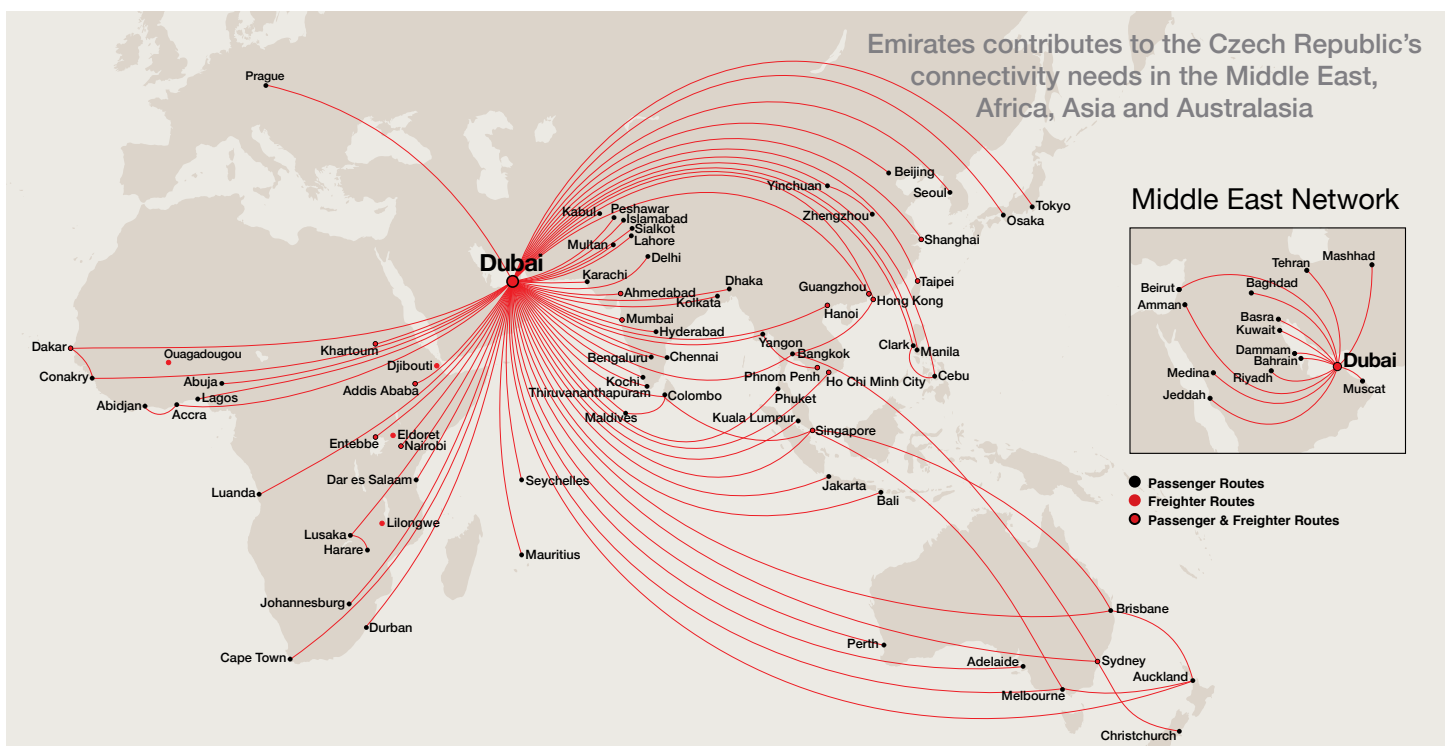 Emirates contributes to the Czech Republic's
connectivity needs in the Middle East,
Africa, Asia and Australasia
Prague
Dubai
Kabul
Peshawar
Islamabad
Sialkot
Lahore
Multan
Delhi
Karachi
Ahmedabad
Dhaka
Kolkata
Mumbai
Hyderabad
Bengaluru
Chennai
Kochi
Thiruvananthapuram
Colombo
Maldives
Yinchuan
Beijing
Zhengzhou
Seoul
Tokyo
Osaka
Shanghai
Taipei
Guangzhou
Hong Kong
Hanoi
Yangon
Bangkok
Clark
Manila
Cebu
Phnom Penh
Ho Chi Minh City
Phuket
Kuala Lumpur
Singapore
Jakarta
Bali
Dakar
Ouagadougou
Khartoum
Djibouti
Conakry
Abuja
Addis Ababa
Lagos
Abidjan
Accra
Entebbe
Eldoret
Nairobi
Luanda
Dar es Salaam
Seychelles
Lilongwe
Lusaka
Harare
Mauritius
Johannesburg
Durban
Cape Town
Brisbane
Perth
Adelaide
Sydney
Auckland
Melbourne
Christchurch
Middle East Network
Mashhad
Tehran
Beirut
Baghdad
Amman
Basra
Kuwait
Dammam
Bahrain
Dubai
Medina
Riyadh
Muscat
Jeddah
Passenger Routes
Freighter Routes
Passenger & Freighter Routes